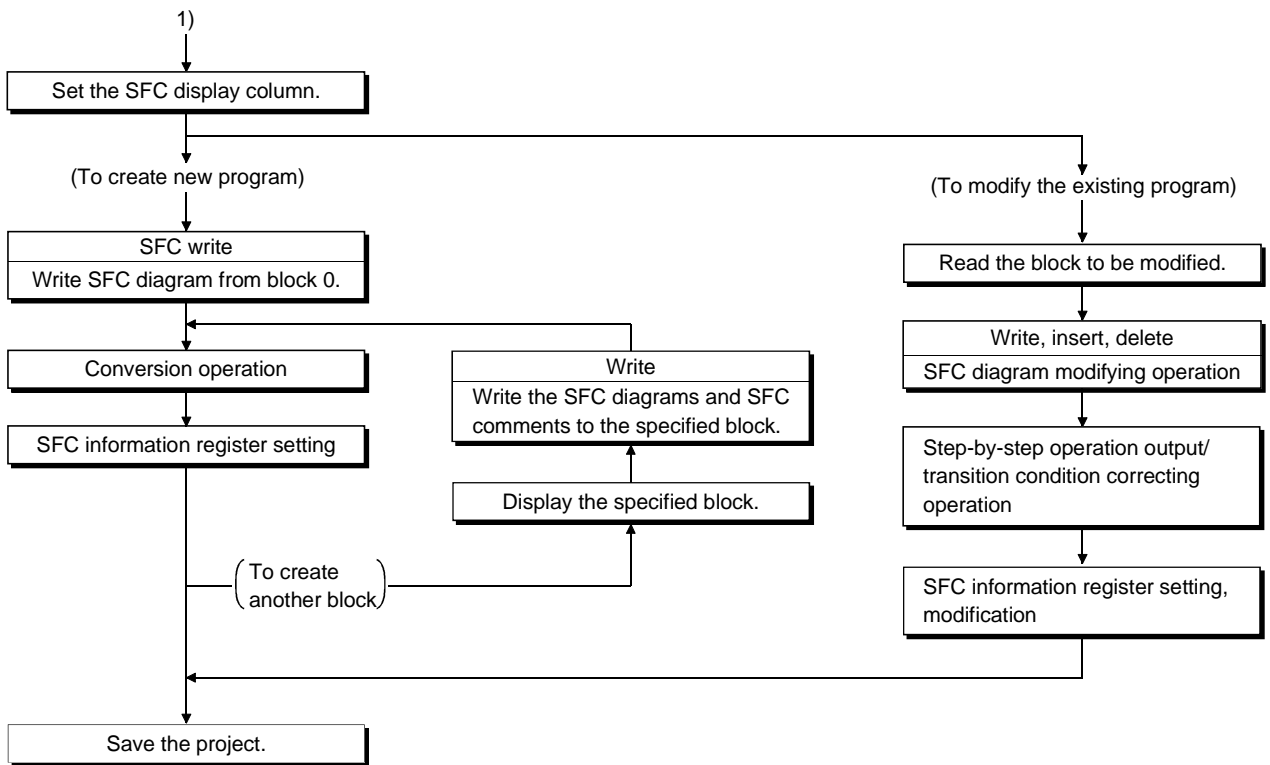 1)
Set the SFC display column.
(To create new program)
(To modify the existing program)
SFC write
Write SFC diagram from block 0.
Read the block to be modified.
Conversion operation
Write
Write the SFC diagrams and SFC
comments to the specified block.
Write, insert, delete
SFC diagram modifying operation
SFC information register setting
Display the specified block.
Step-by-step operation output/
transition condition correcting
operation
(To create
another block)
SFC information register setting,
modification
Save the project.